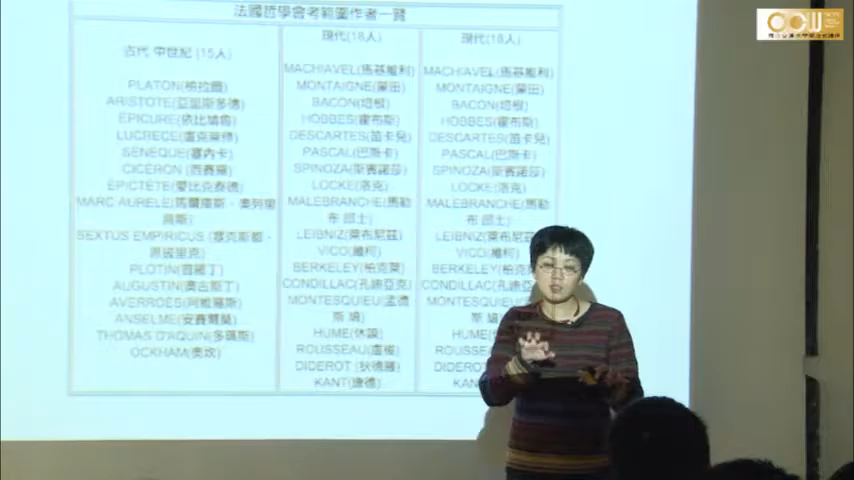 法國哲學會考範圍作者一覽
古代 中世紀 (15人)
PLATON(柏拉圖)
ARISTOTE(亞里斯多德)
EPICURE(依比鳩魯)
LUCRECE(盧克萊修)
SENEQUE(塞內卡)
CICERON (西賽羅)
ÉPICTÈTE(愛比克泰德)
MARC AURELE(馬爾庫斯・奧列里
烏斯)
SEXTUS EMPIRICUS (塞克斯都・
恩披里克)
PLOTIN(普羅丁)
AUGUSTIN(奧古斯丁)
AVERROÈS(阿維羅斯)
ANSELME(安賽爾莫)
THOMAS D'AQUIN(多瑪斯)
OCKHAM(奧坎)
現代(18人)
MACHIAVEL(馬基維利)
MONTAIGNE(蒙田)
BACON(培根)
HOBBES(霍布斯)
DESCARTES(笛卡兒)
PASCAL(巴斯卡)
SPINOZA(斯賓諾莎)
LOCKE(洛克)
MALEBRANCHE(馬勒
布 郎士)
LEIBNIZ(萊布尼茲)
VICO(維柯)
BERKELEY(柏克萊)
CONDILLAC(孔迪亞克)
MONTESQUIEU(孟德
斯 鳩)
HUME(休謨)
ROUSSEAU(盧梭)
DIDEROT (狄德羅)
KANT(康德)
現代(18人)
MACHIAVEL(馬基維利)
MONTAIGNE(蒙田)
BACON(培根)
HOBBES(霍布斯)
DESCARTES(笛卡兒)
PASCAL(巴斯卡)
SPINOZA(斯賓諾莎)
LOCKE(洛克)
MALEBRANCHE(馬勒
布 郎士)
LEIBNIZ(萊布尼茲)
VICO(維柯)
BERKELEY(柏克萊
CONDILLAC(孔迪亞
MONTESQUIEU
斯 鳩)
HUME
ROUSSEA
DIDERO
KAN
OCW